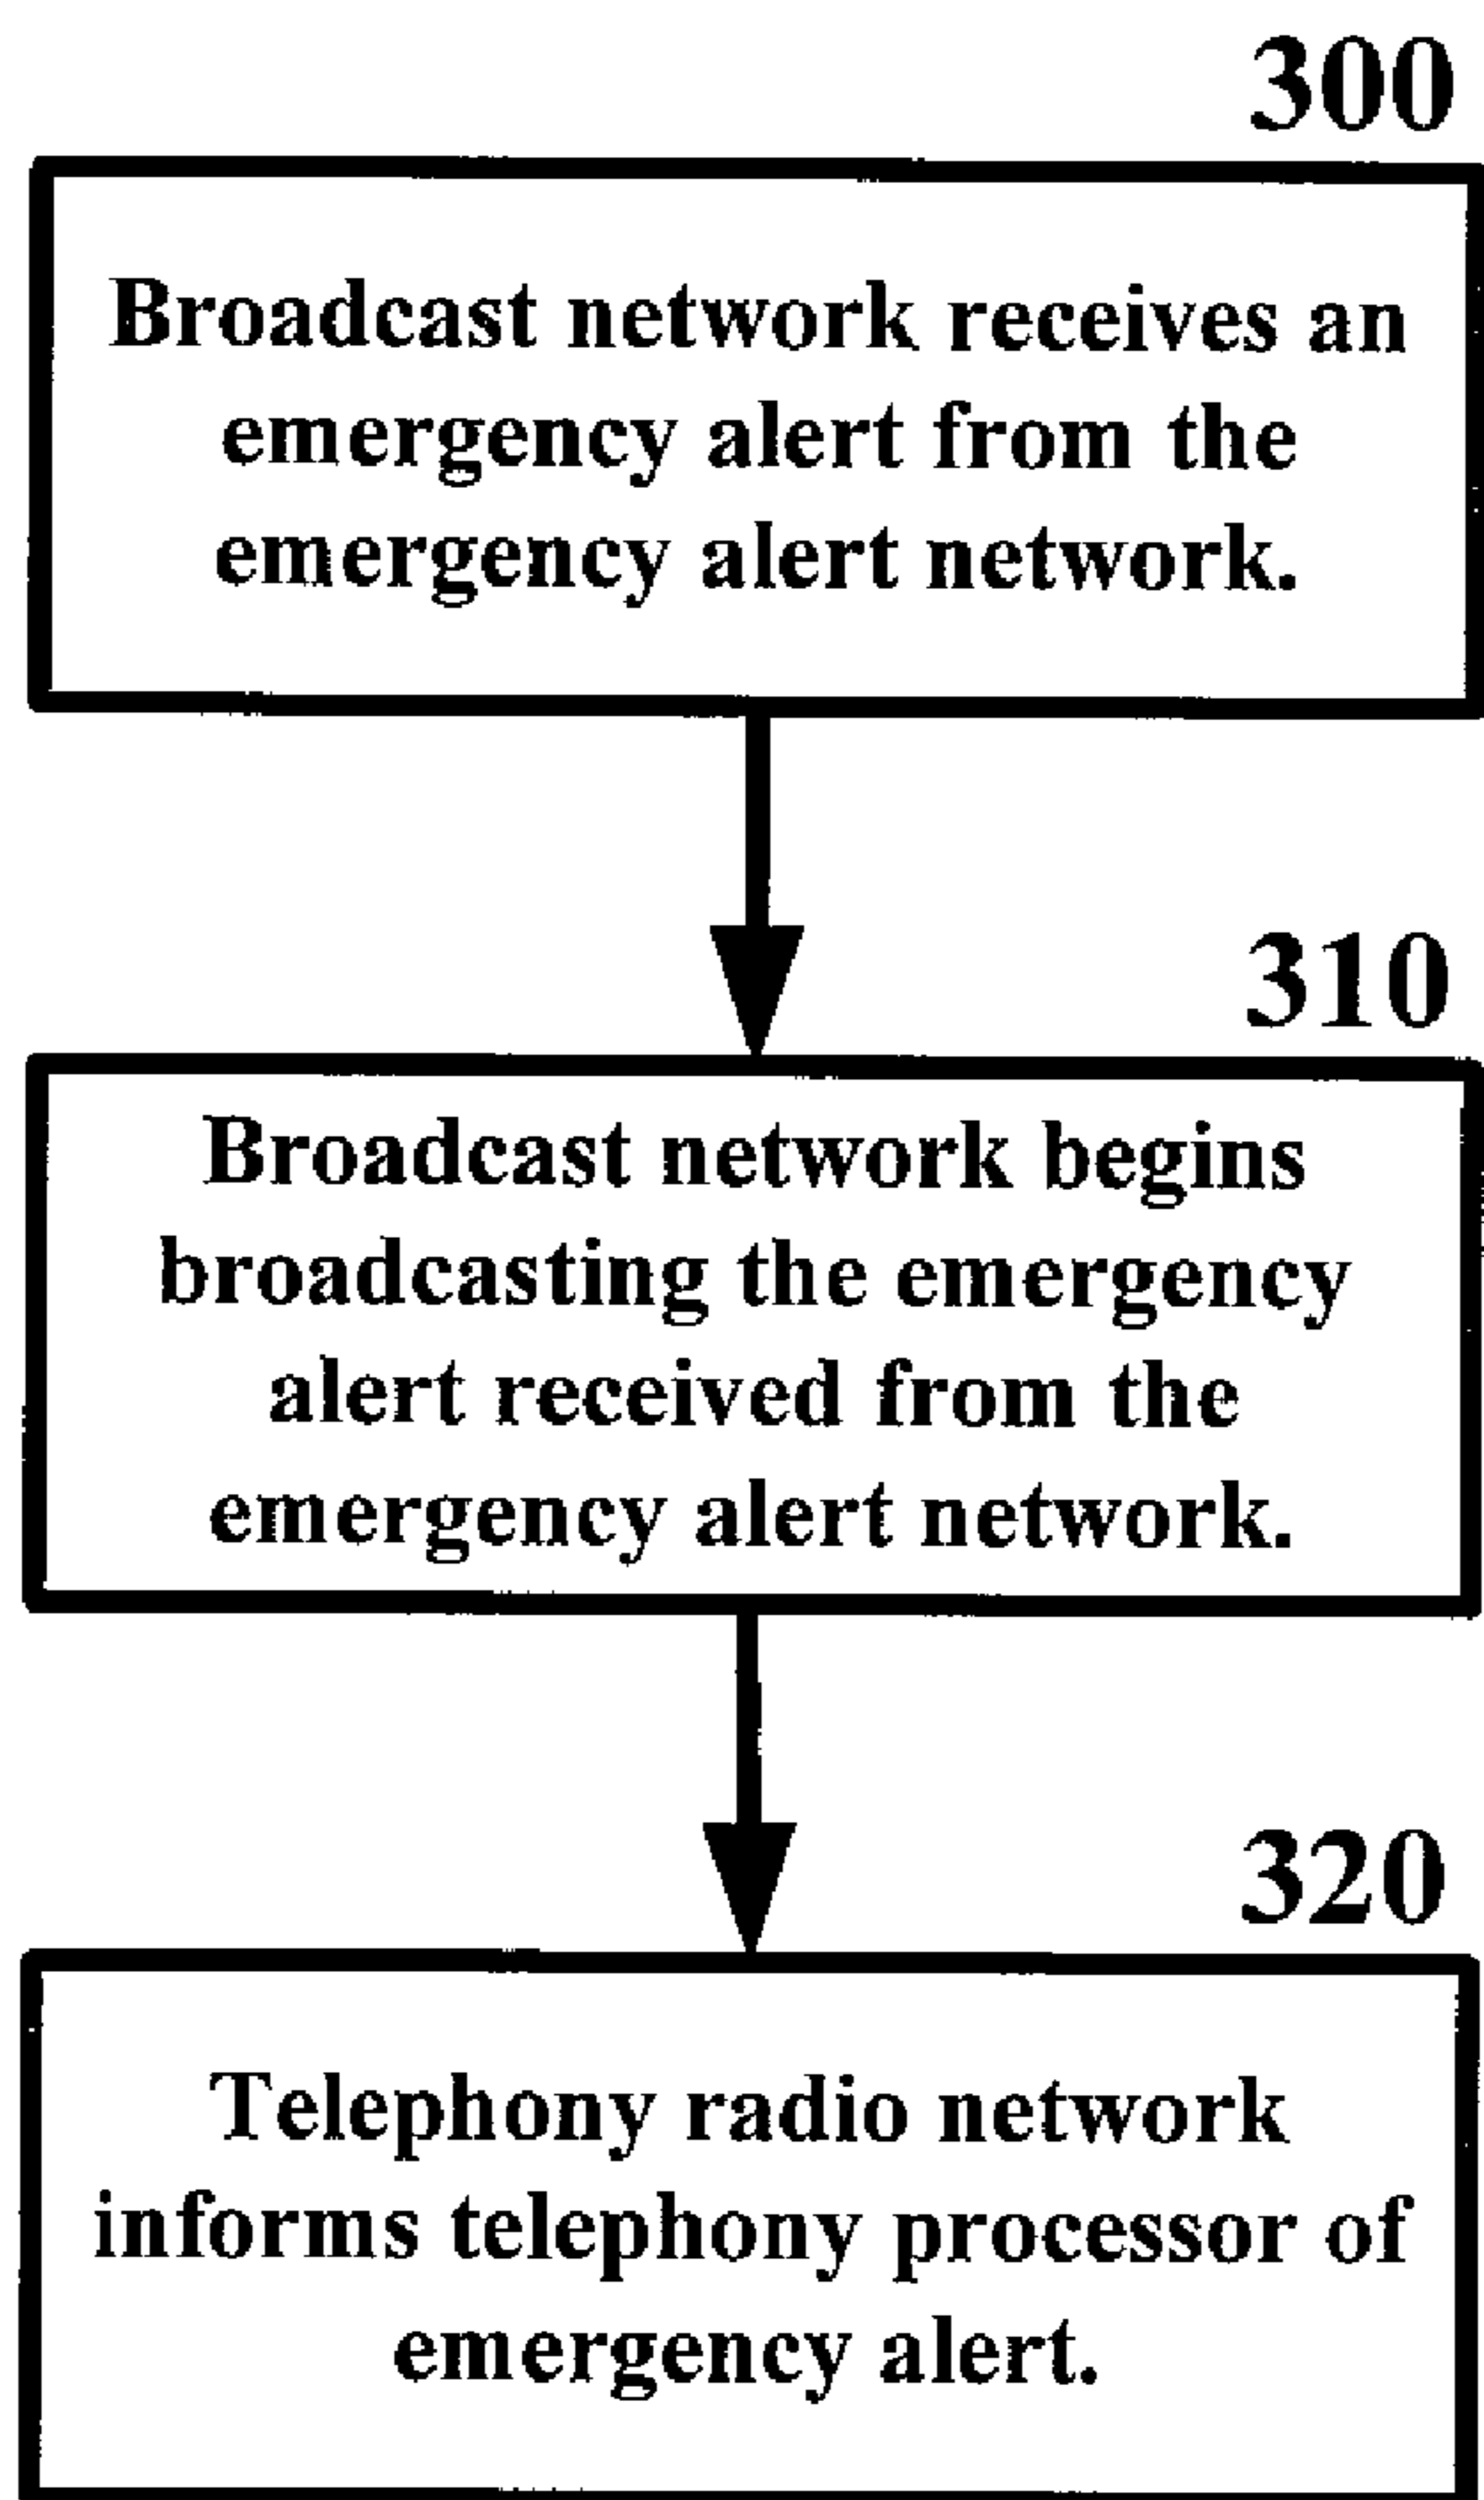 300
Broadcast network receives an
emergency alert from the
emergency alert network.
310
Broadcast network begins
broadcasting the emergency
alert received from the
emergency alert network.
320
Telephony radio network
informs telephony processor of
emergency alert.